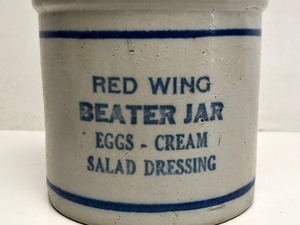 RED WING
BEATER JAR
EGGS - CREAM
SALAD DRESSING